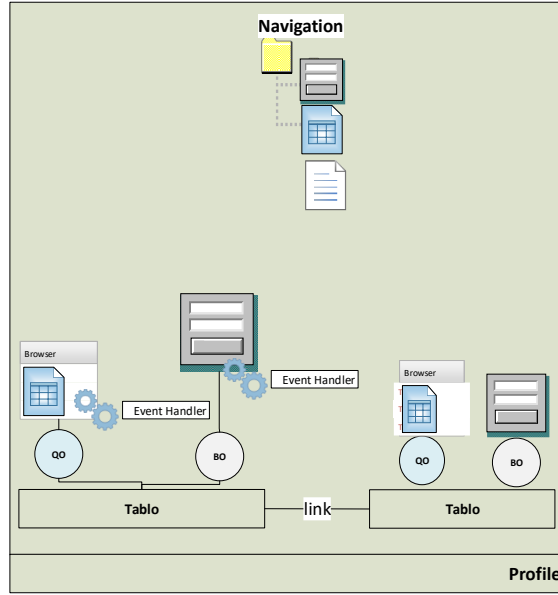 Navigation
Browser
Event Handler
Event Handler
Browser
QO
BO
QO
BO
Tablo
link
Tablo
Profile